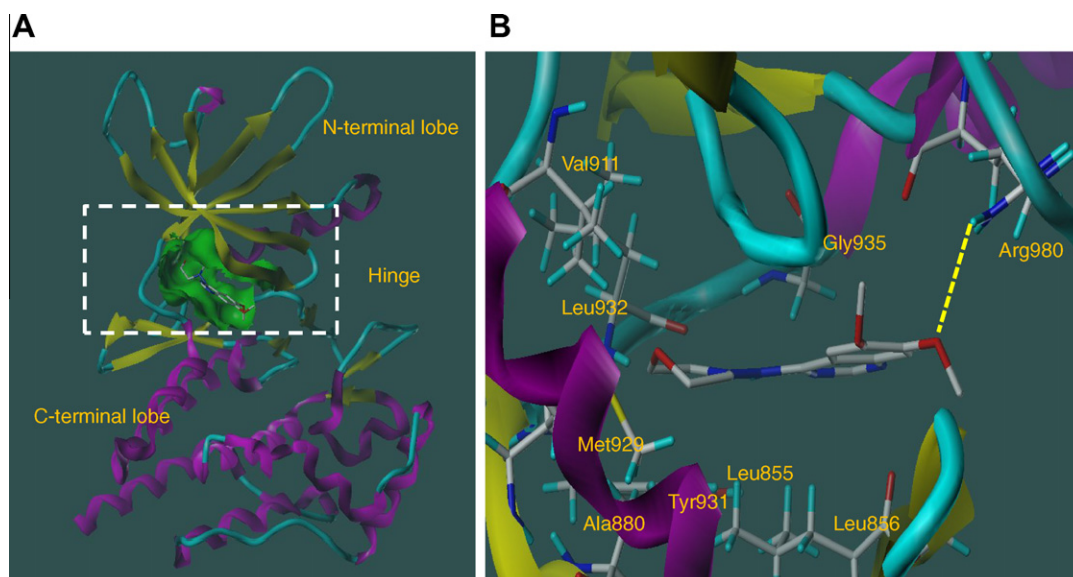 A
B
N-terminal lobe
Hinge
C-terminal lobe
Val911
Gly935
Arg980
Leu932
Met929
Leu855
Tyr931
Ala880
Leu856